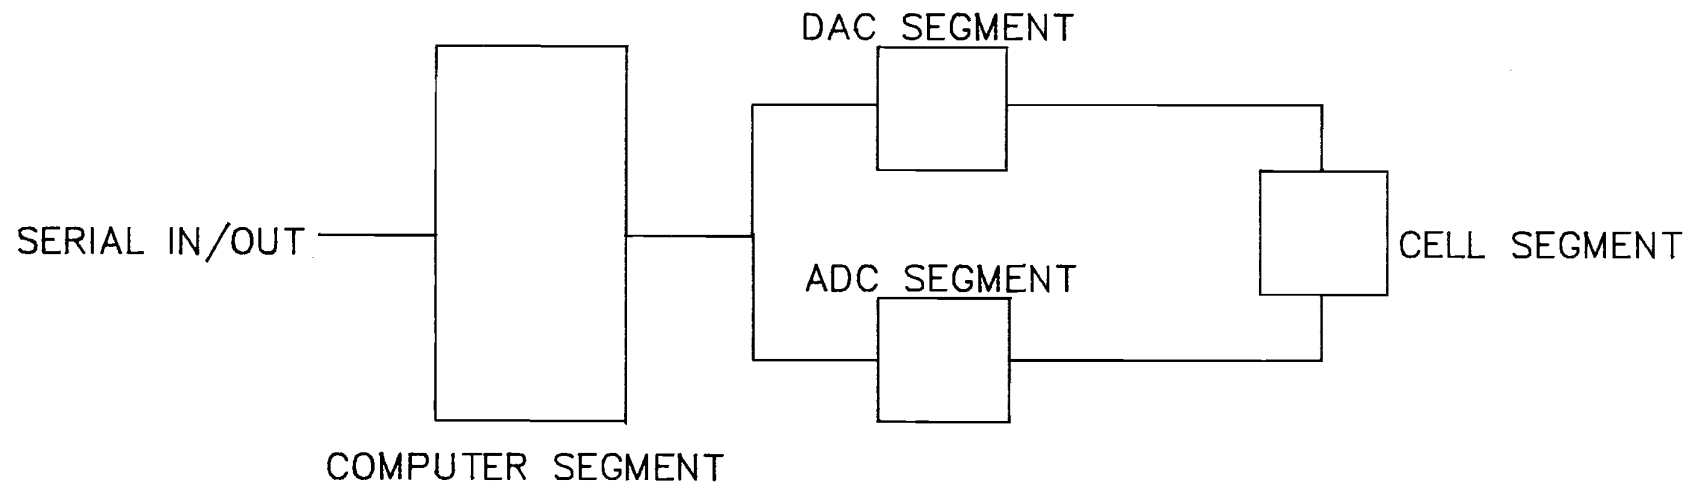 DAC SEGMENT
SERIAL IN/OUT
ADC SEGMENT
CELL SEGMENT
COMPUTER SEGMENT